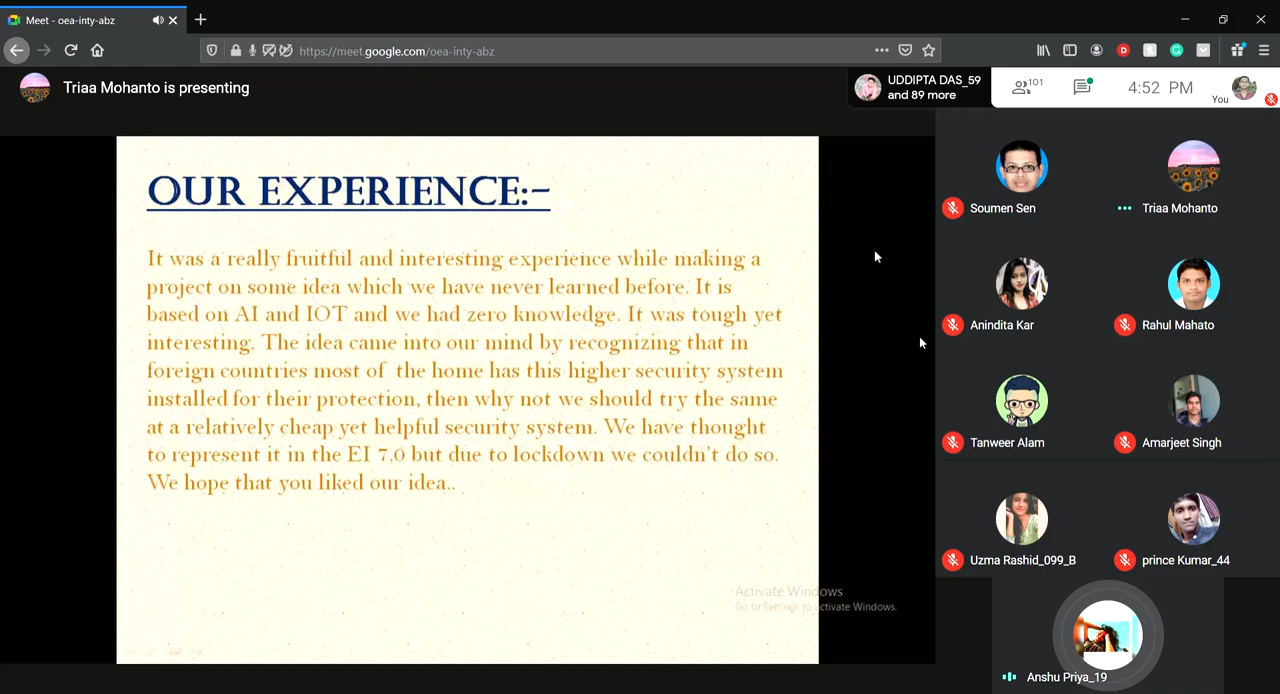 Meet - oea-inty-abz
https://meet.google.com/oea-inty-abz
Triaa Mohanto is presenting
UDDIPTA DAS_59
and 89 more
101
4:52 PM
You
OUR EXPERIENCE:-
It was a really fruitful and interesting experience while making a
project on some idea which we have never learned before. It is
based on AI and IOT and we had zero knowledge. It was tough yet
interesting. The idea came into our mind by recognizing that in
foreign countries most of the home has this higher security system
installed for their protection, then why not we should try the same
at a relatively cheap yet helpful security system. We have thought
to represent it in the EI 7.0 but due to lockdown we couldn't do so.
We hope that you liked our idea..
Activate Windows
Go to Settings to activate Windows.
Soumen Sen
Triaa Mohanto
Anindita Kar
Rahul Mahato
Tanweer Alam
Amarjeet Singh
Uzma Rashid_099_B
prince Kumar_44
Anshu Priya_19